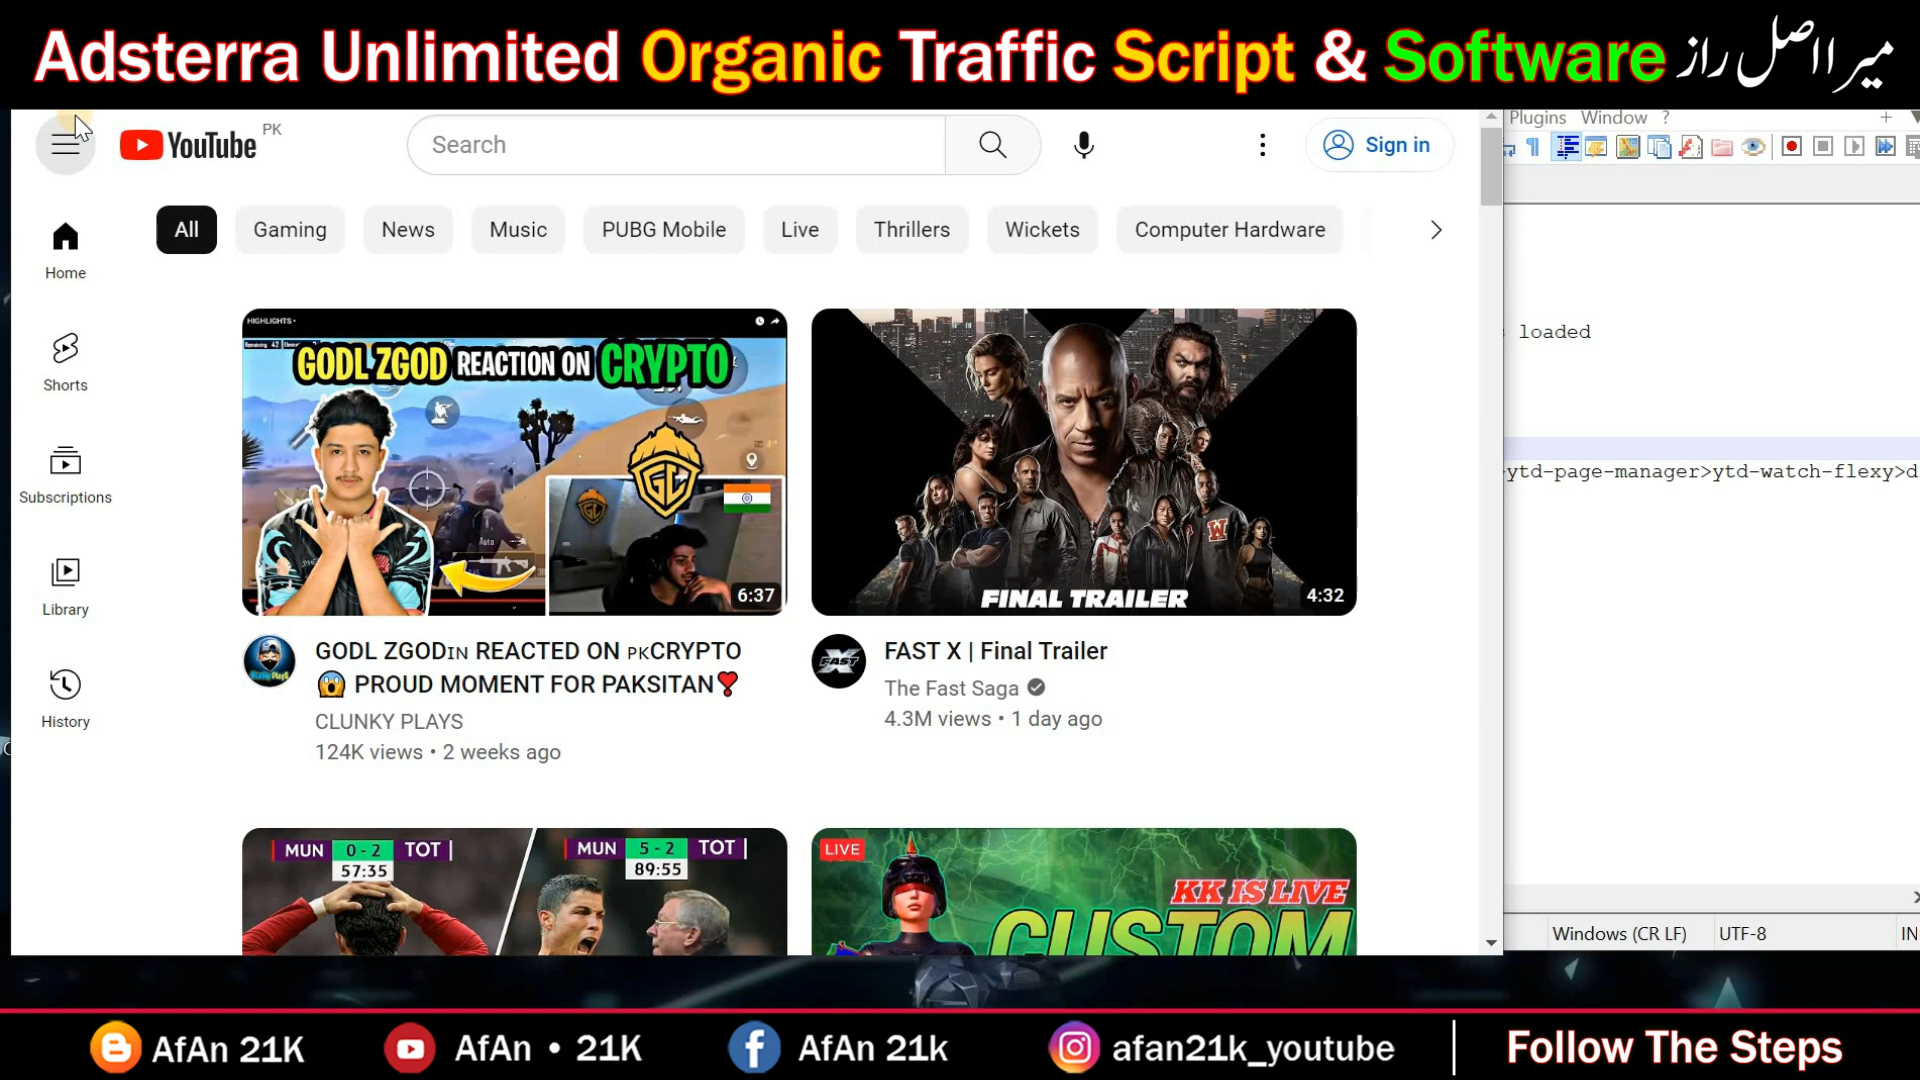 Adsterra Unlimited Organic Traffic Script & Software میرا اصل راز
Plugins Window ?
YouTube PK
Search
Sign in
All
Gaming
News
Music
PUBG Mobile
Live
Thrillers
Wickets
Computer Hardware
Home
Shorts
Subscriptions
Library
History
HIGHLIGHTS
GODL ZGOD REACTION ON CRYPTO
6:37
GODL ZGODIN REACTED ON PKCRYPTO
😱 PROUD MOMENT FOR PAKSITAN❣
CLUNKY PLAYS
124K views • 2 weeks ago
FINAL TRAILER
4:32
FAST X
FAST X | Final Trailer
The Fast Saga
4.3M views • 1 day ago
loaded
ytd-page-manager>ytd-watch-flexy>d
MUN 0 - 2 TOT
57:35
MUN 5 - 2 TOT
89:55
LIVE
KK IS LIVE
CUSTOM
Windows (CR LF)
UTF-8
IN
AfAn 21K
AfAn • 21K
AfAn 21k
afan21k_youtube
Follow The Steps